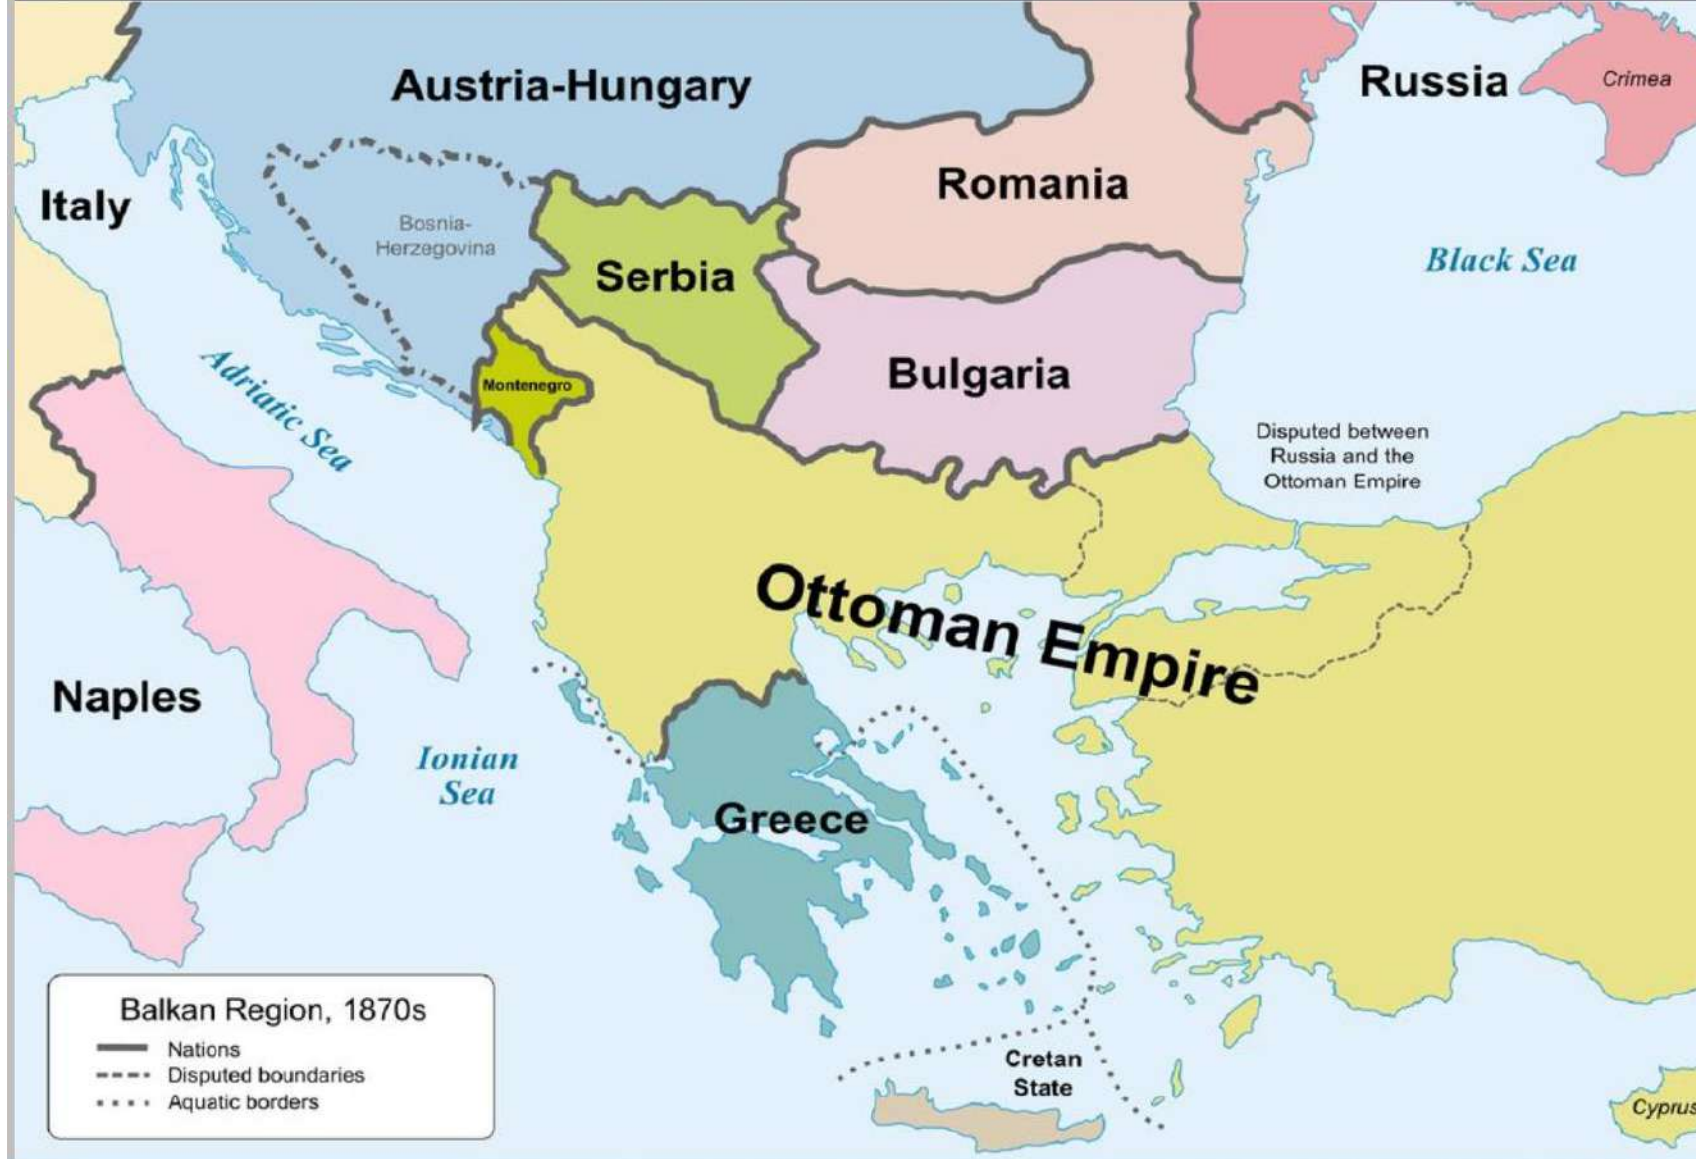 Austria-Hungary
Russia
Crimea
Romania
Italy
Bosnia-
Herzegovina
Serbia
Black Sea
Adriatic Sea
Montenegro
Bulgaria
Disputed between
Russia and the
Ottoman Empire
Ottoman Empire
Naples
Ionian
Sea
Greece
Balkan Region, 1870s
Nations
Disputed boundaries
Aquatic borders
Cretan
State
Cyprus